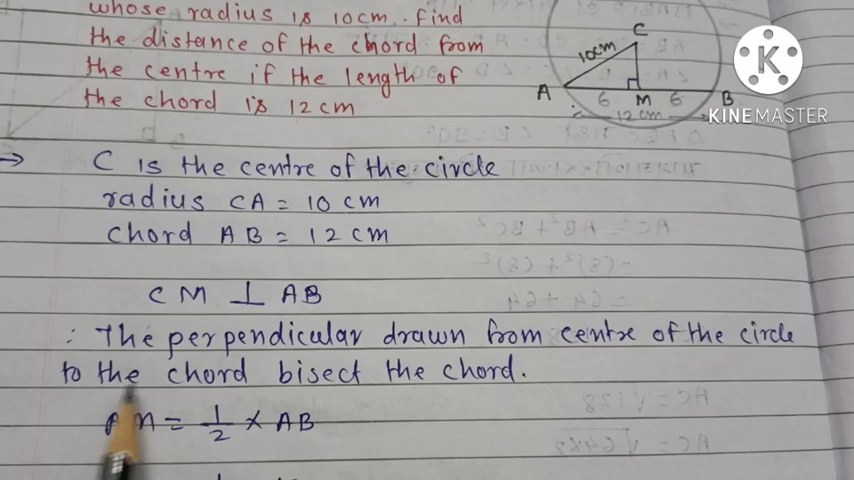 whose radius is 10cm. find
the distance of the chord from
the centre if the length of
the chord is 12 cm
C
10cm
A 6 M 6 B
12 cm
K
KINEMASTER
→ C is the centre of the circle
radius CA = 10 cm
chord AB = 12 cm
CM ⊥ AB
∴ The perpendicular drawn from centre of the circle
to the chord bisect the chord.
= 1/2 × AB